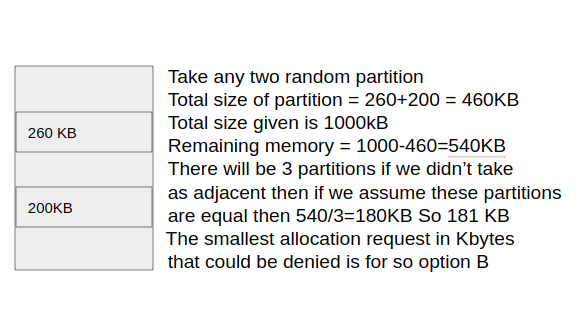 260 KB
200KB
Take any two random partition
Total size of partition = 260+200 = 460KB
Total size given is 1000kB
Remaining memory = 1000-460=540KB
There will be 3 partitions if we didn’t take
as adjacent then if we assume these partitions
are equal then 540/3=180KB So 181 KB
The smallest allocation request in Kbytes
that could be denied is for so option B